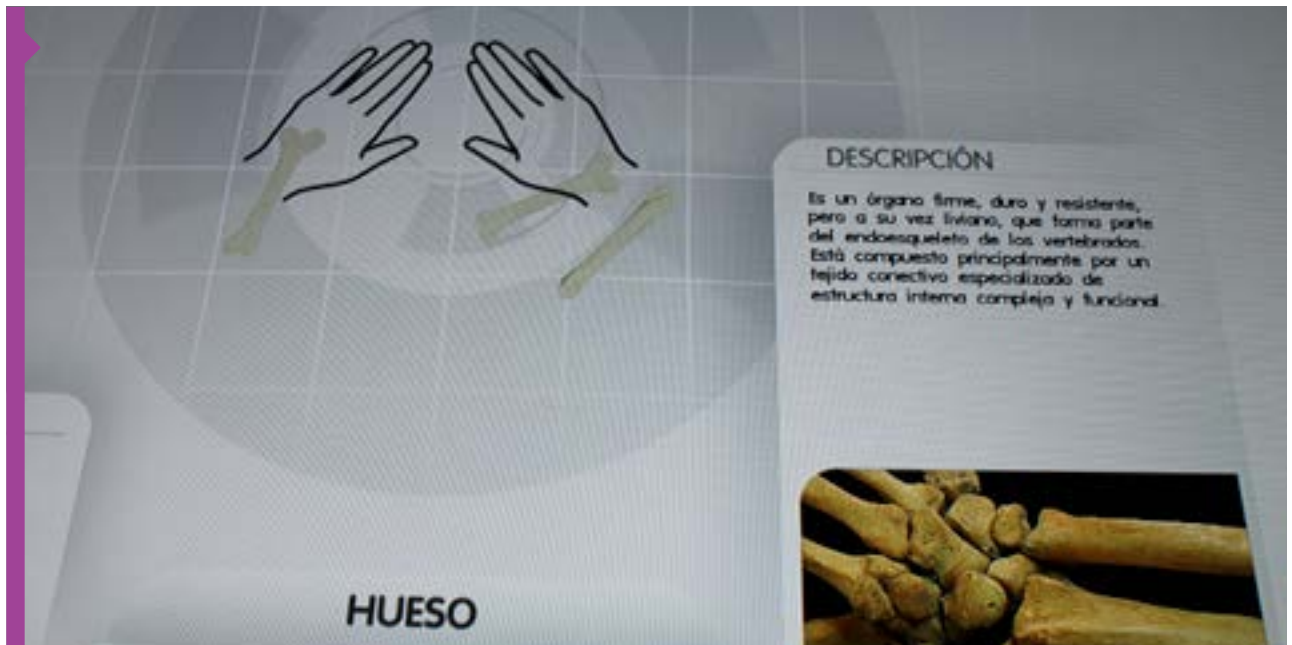 DESCRIPCIÓN
Es un órgano firme, duro y resistente,
pero a su vez liviano, que forma parte
del endoesqueleto de los vertebrados.
Está compuesto principalmente por un
tejido conectivo especializado de
estructura interna compleja y funcional.
HUESO